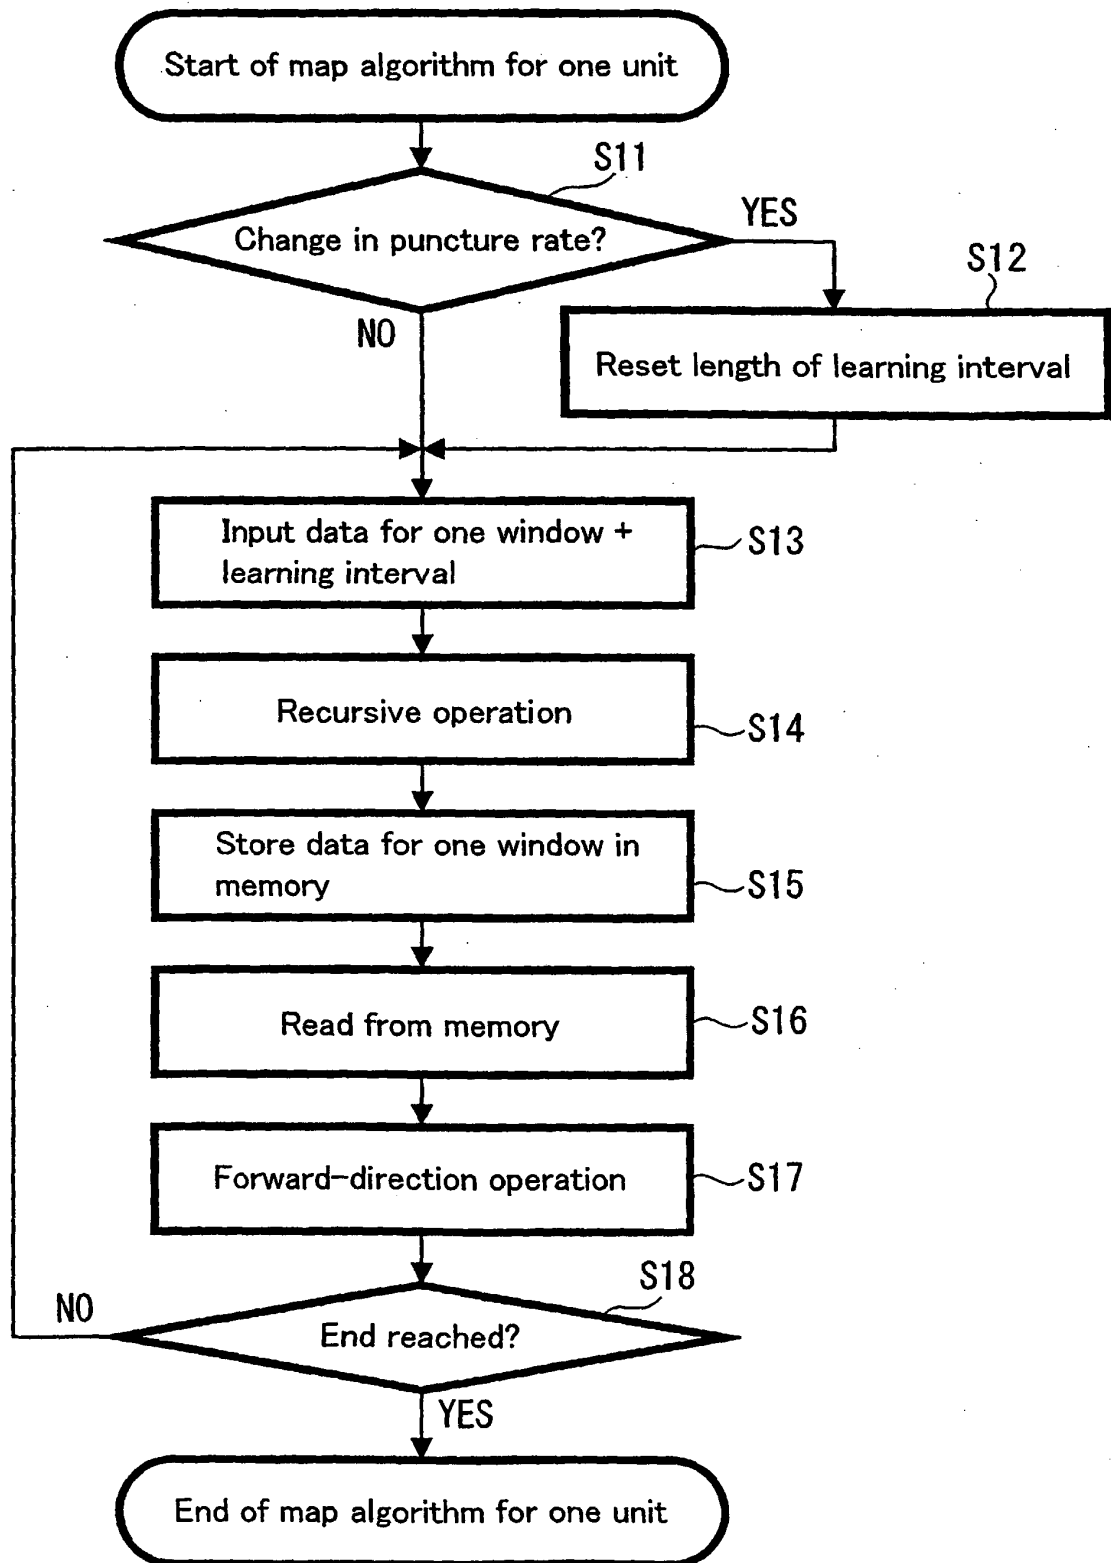 Start of map algorithm for one unit
S11
Change in puncture rate?
YES
S12
NO
Reset length of learning interval
Input data for one window +
learning interval
S13
Recursive operation
S14
Store data for one window in
memory
S15
Read from memory
S16
Forward-direction operation
S17
S18
NO
End reached?
YES
End of map algorithm for one unit